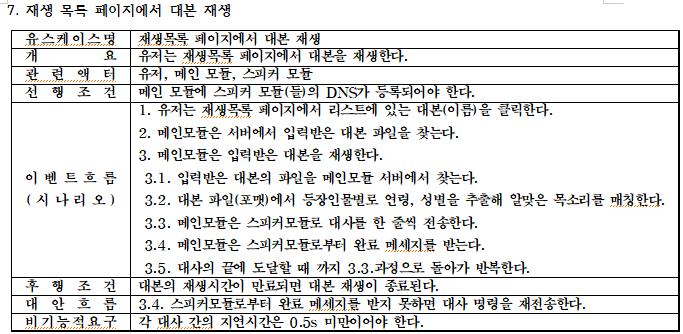 7. 재생 목록 페이지에서 대본 재생
유스케이스명 재생목록 페이지에서 대본 재생
개 요 유저는 재생목록 페이지에서 대본을 재생한다.
관 련 액 터 유저, 메인 모듈, 스피커 모듈
선 행 조 건 메인 모듈에 스피커 모듈(들)의 DNS가 등록되어야 한다.
1. 유저는 재생목록 페이지에서 리스트에 있는 대본(이름)을 클릭한다.
2. 메인모듈은 서버에서 입력받은 대본 파일을 찾는다.
3. 메인모듈은 입력받은 대본을 재생한다.
이 벤 트 흐 름
( 시 나 리 오 )
3.1. 입력받은 대본의 파일을 메인모듈 서버에서 찾는다.
3.2. 대본 파일(포맷)에서 등장인물별로 연령, 성별을 추출해 알맞은 목소리를 매칭한다.
3.3. 메인모듈은 스피커모듈로 대사를 한 줄씩 전송한다.
3.4. 메인모듈은 스피커모듈로부터 완료 메세지를 받는다.
3.5. 대사의 끝에 도달할 때 까지 3.3.과정으로 돌아가 반복한다.
후 행 조 건 대본의 재생시간이 만료되면 대본 재생이 종료된다.
대 안 흐 름 3.4. 스피커모듈로부터 완료 메세지를 받지 못하면 대사 명령을 재전송한다.
비기능적요구 각 대사 간의 지연시간은 0.5s 미만이어야 한다.